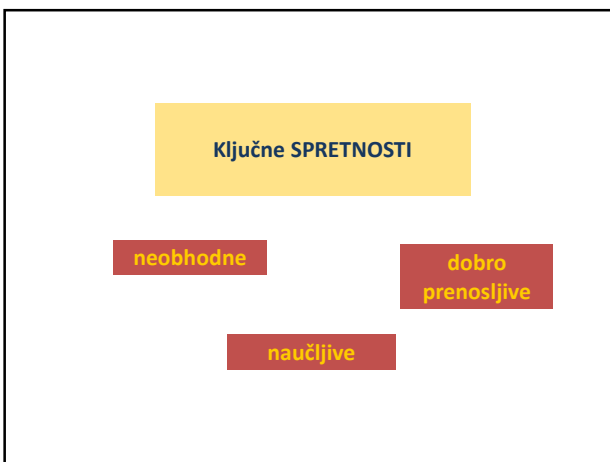 Ključne SPRETNOSTI
neobhodne
dobro
prenosljive
naučljive